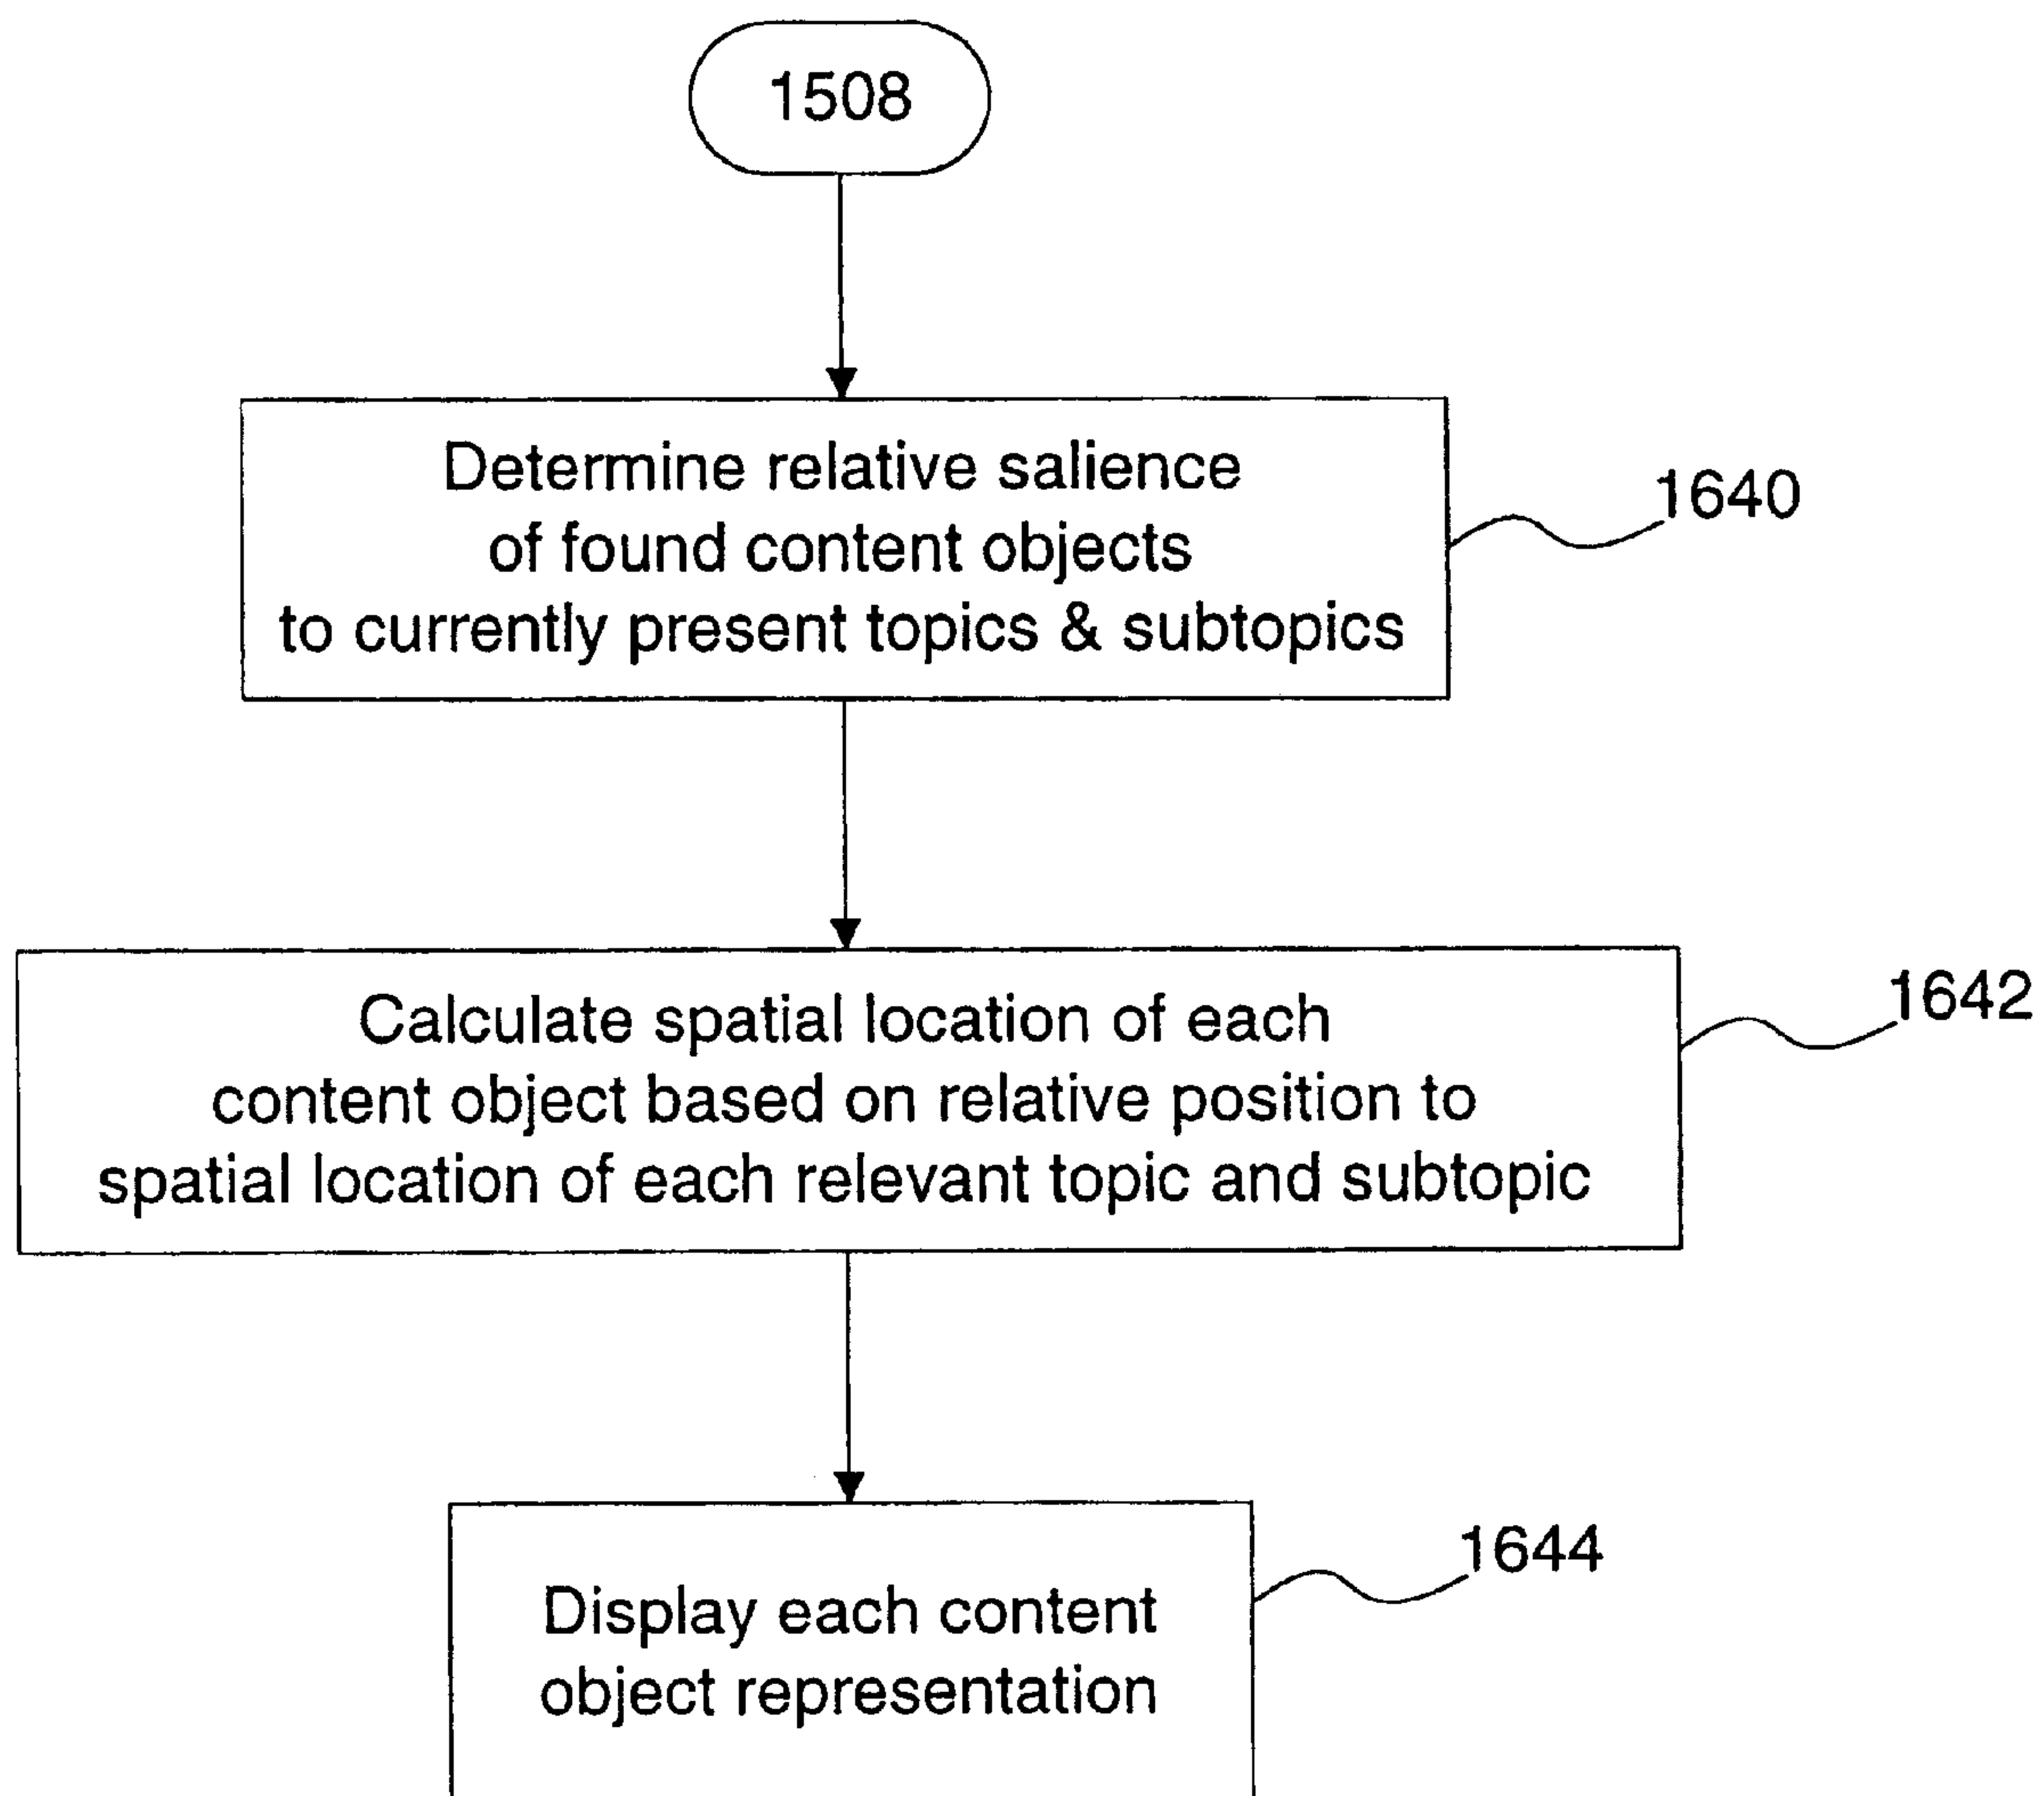 1508
Determine relative salience
of found content objects
to currently present topics & subtopics
1640
Calculate spatial location of each
content object based on relative position to
spatial location of each relevant topic and subtopic
1642
Display each content
object representation
1644